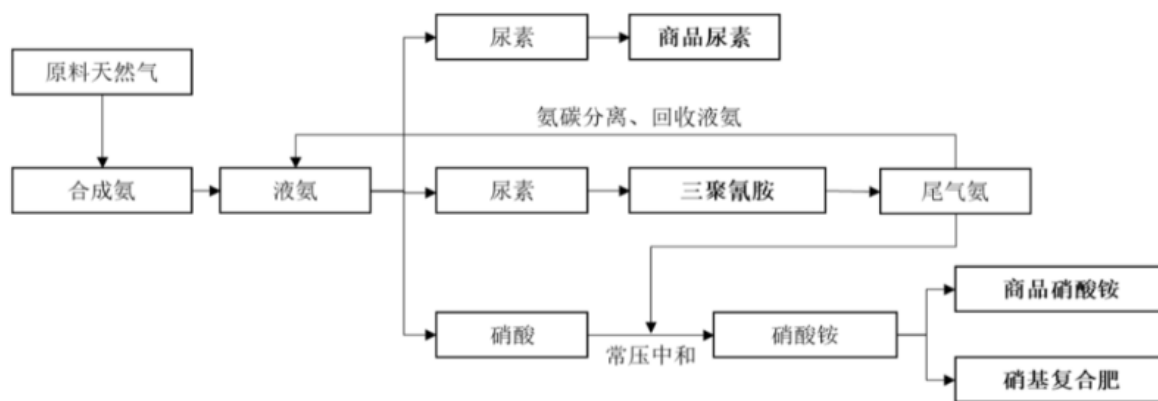 尿素
商品尿素
原料天然气
氨碳分离、回收液氨
合成氨
液氨
尿素
三聚氰胺
尾气氨
商品硝酸铵
硝酸
常压中和
硝酸铵
硝基复合肥